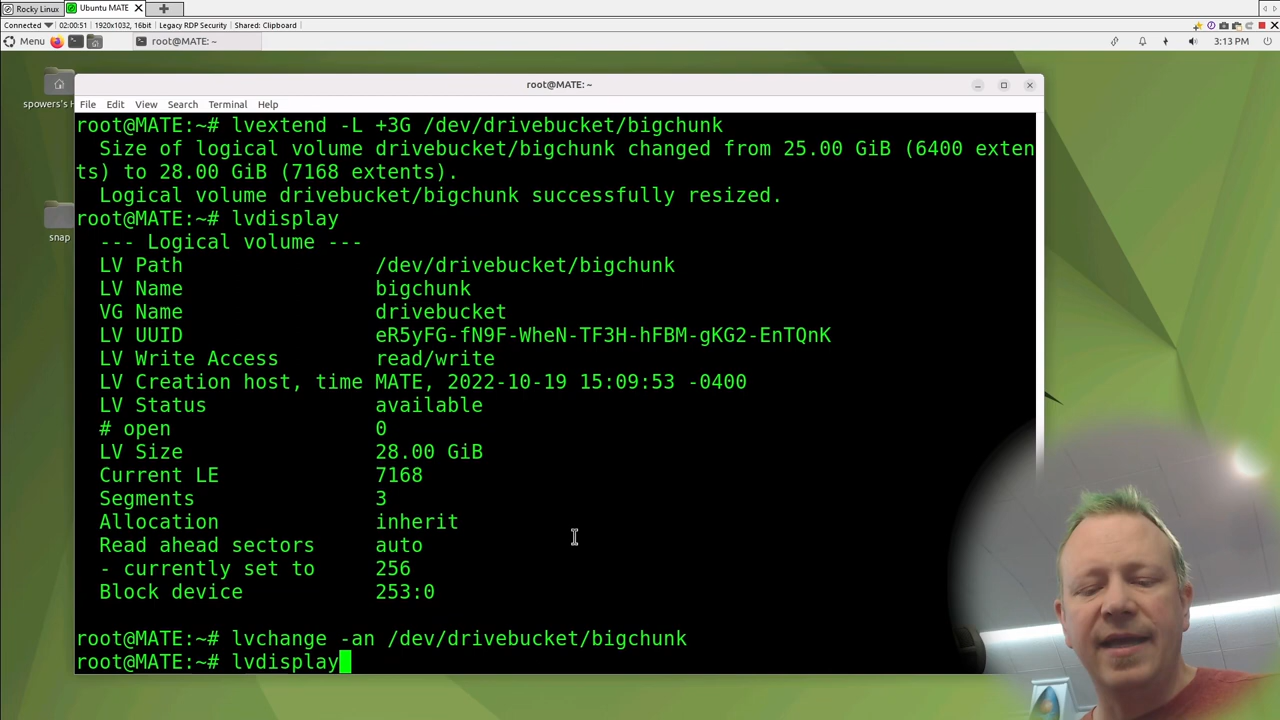 Rocky Linux
Ubuntu MATE
Connected
02:00:51
1920x1032, 16bit
Legacy RDP Security
Shared: Clipboard
Menu
root@MATE: ~
3:13 PM
spowers's H
snap
root@MATE: ~
File Edit View Search Terminal Help
root@MATE:~# lvextend -L +3G /dev/drivebucket/bigchunk
Size of logical volume drivebucket/bigchunk changed from 25.00 GiB (6400 exten
ts) to 28.00 GiB (7168 extents).
Logical volume drivebucket/bigchunk successfully resized.
root@MATE:~# lvdisplay
--- Logical volume ---
LV Path /dev/drivebucket/bigchunk
LV Name bigchunk
VG Name drivebucket
LV UUID eR5yFG-fN9F-WheN-TF3H-hFBM-gKG2-EnTQnK
LV Write Access read/write
LV Creation host, time MATE, 2022-10-19 15:09:53 -0400
LV Status available
# open 0
LV Size 28.00 GiB
Current LE 7168
Segments 3
Allocation inherit
Read ahead sectors auto
- currently set to 256
Block device 253:0
root@MATE:~# lvchange -an /dev/drivebucket/bigchunk
root@MATE:~# lvdisplay